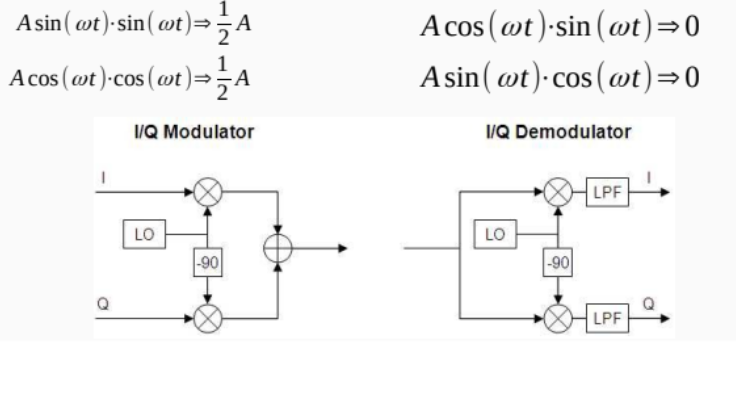 A sin( ωt)·sin( ωt)⇒ 1/2 A
A cos( ωt )·sin( ωt )⇒0
A cos( ωt )·cos( ωt )⇒ 1/2 A
A sin( ωt )·cos( ωt )⇒0
I/Q Modulator
I/Q Demodulator
I
LO
-90
Q
LPF
I
LO
-90
LPF
Q